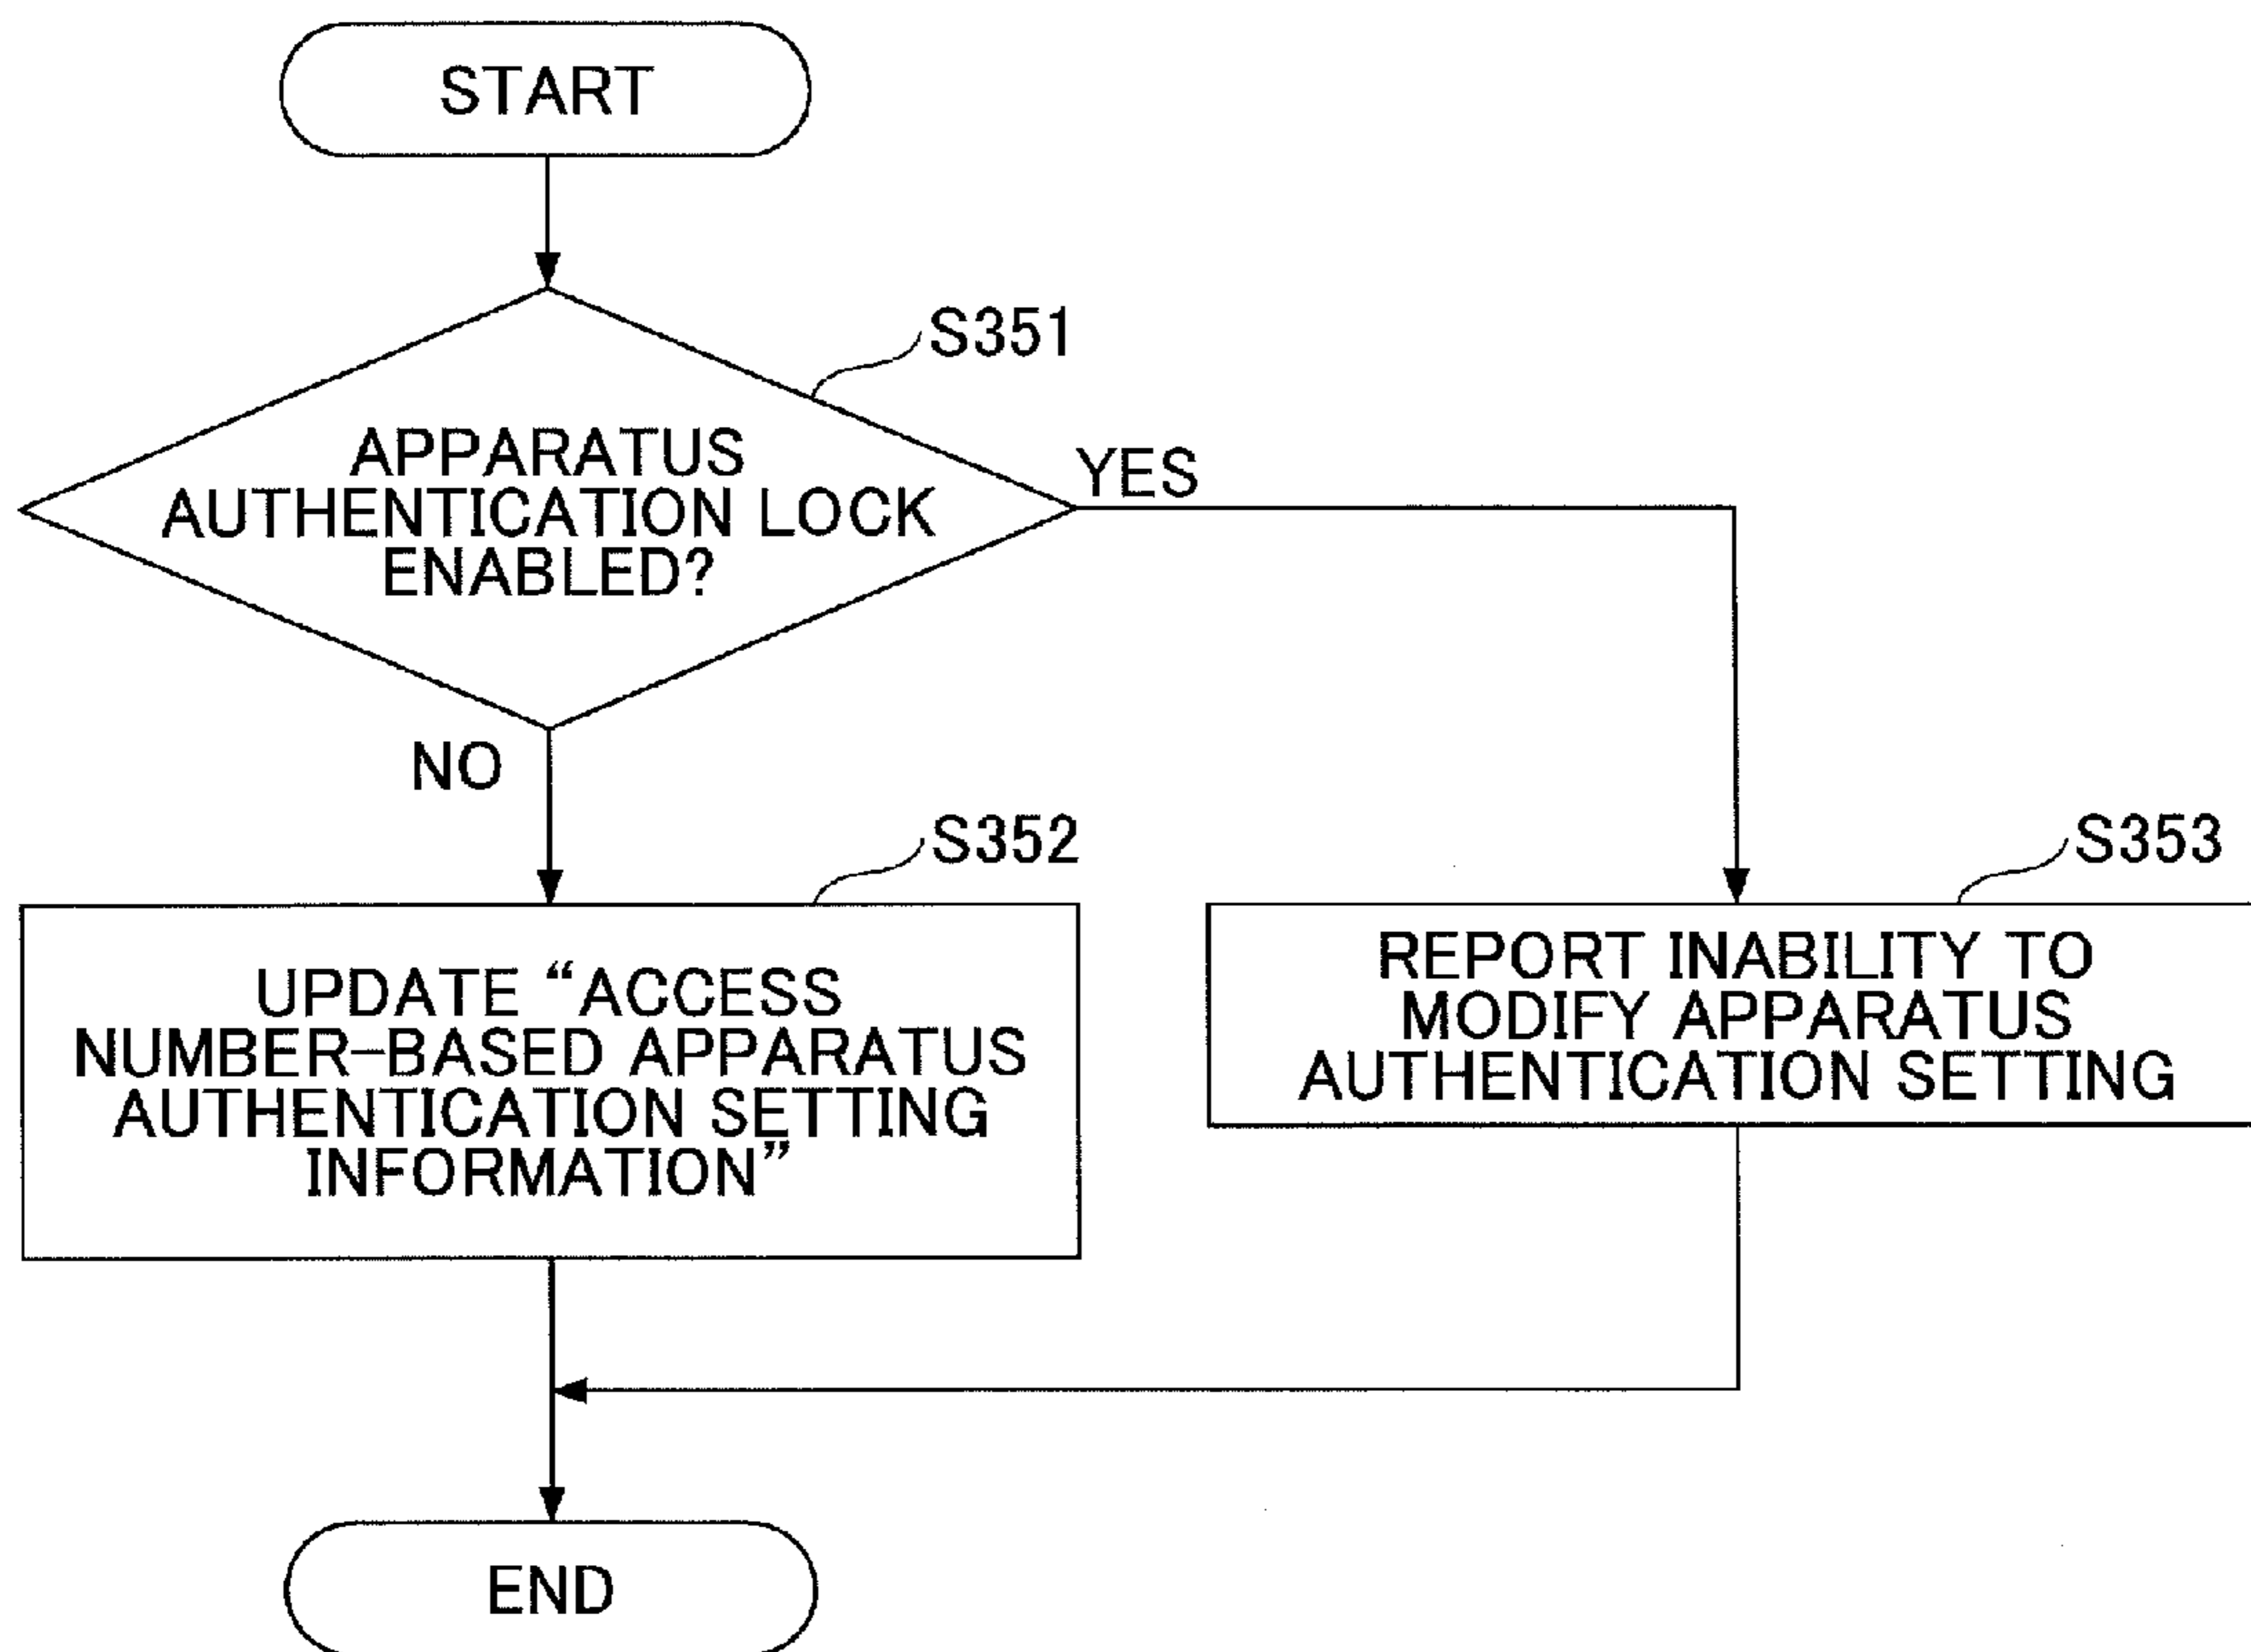 START
S351
APPARATUS
AUTHENTICATION LOCK
ENABLED?
YES
NO
S352
UPDATE “ACCESS
NUMBER-BASED APPARATUS
AUTHENTICATION SETTING
INFORMATION”
S353
REPORT INABILITY TO
MODIFY APPARATUS
AUTHENTICATION SETTING
END